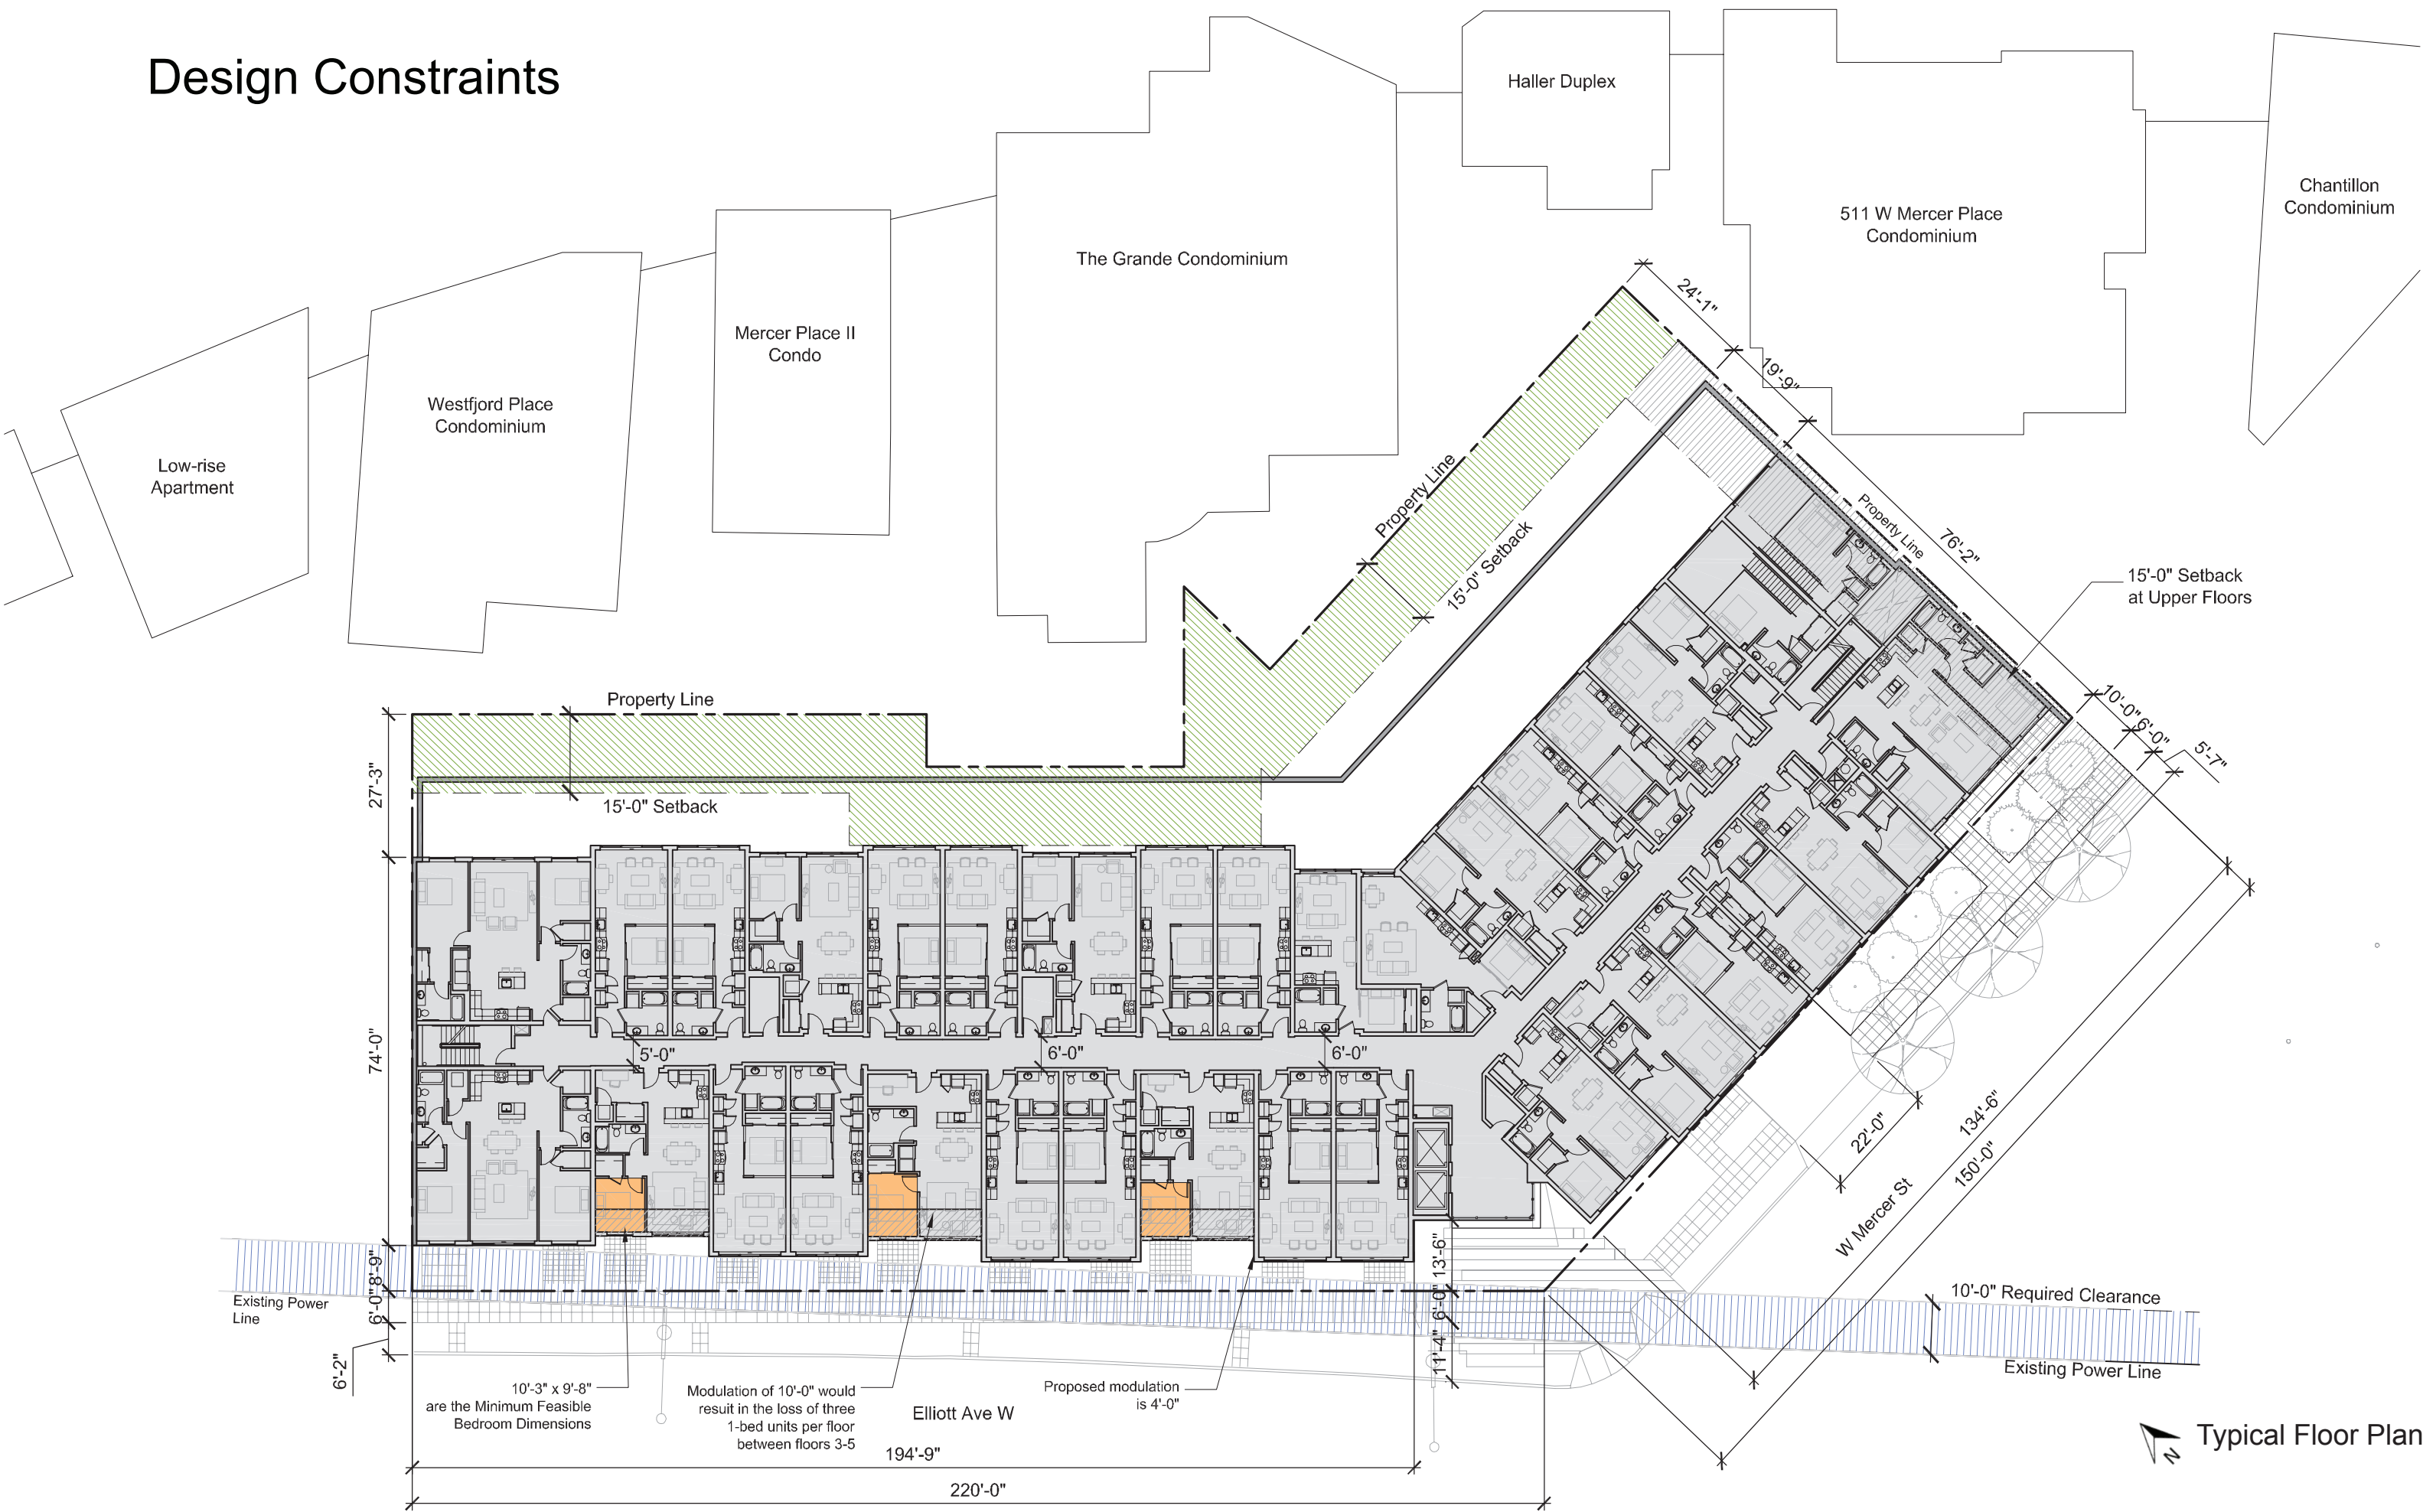 Design Constraints
Haller Duplex
Chantillon
Condominium
511 W Mercer Place
Condominium
The Grande Condominium
Mercer Place II
Condo
Westfjord Place
Condominium
Low-rise
Apartment
24'-1"
19'-9"
Property Line
15'-0" Setback
Property Line
76'-2"
15'-0" Setback
at Upper Floors
10'-0"
6'-0"
5'-7"
Property Line
27'-3"
15'-0" Setback
74'-0"
5'-0"
6'-0"
6'-0"
22'-0"
134'-6"
150'-0"
W Mercer St
8'-9"
6'-0"
6'-2"
13'-6"
6'-0"
11'-4"
Existing Power
Line
10'-0" Required Clearance
Existing Power Line
10'-3" x 9'-8"
are the Minimum Feasible
Bedroom Dimensions
Modulation of 10'-0" would
resuit in the loss of three
1-bed units per floor
between floors 3-5
Elliott Ave W
Proposed modulation
is 4'-0"
194'-9"
220'-0"
N
Typical Floor Plan